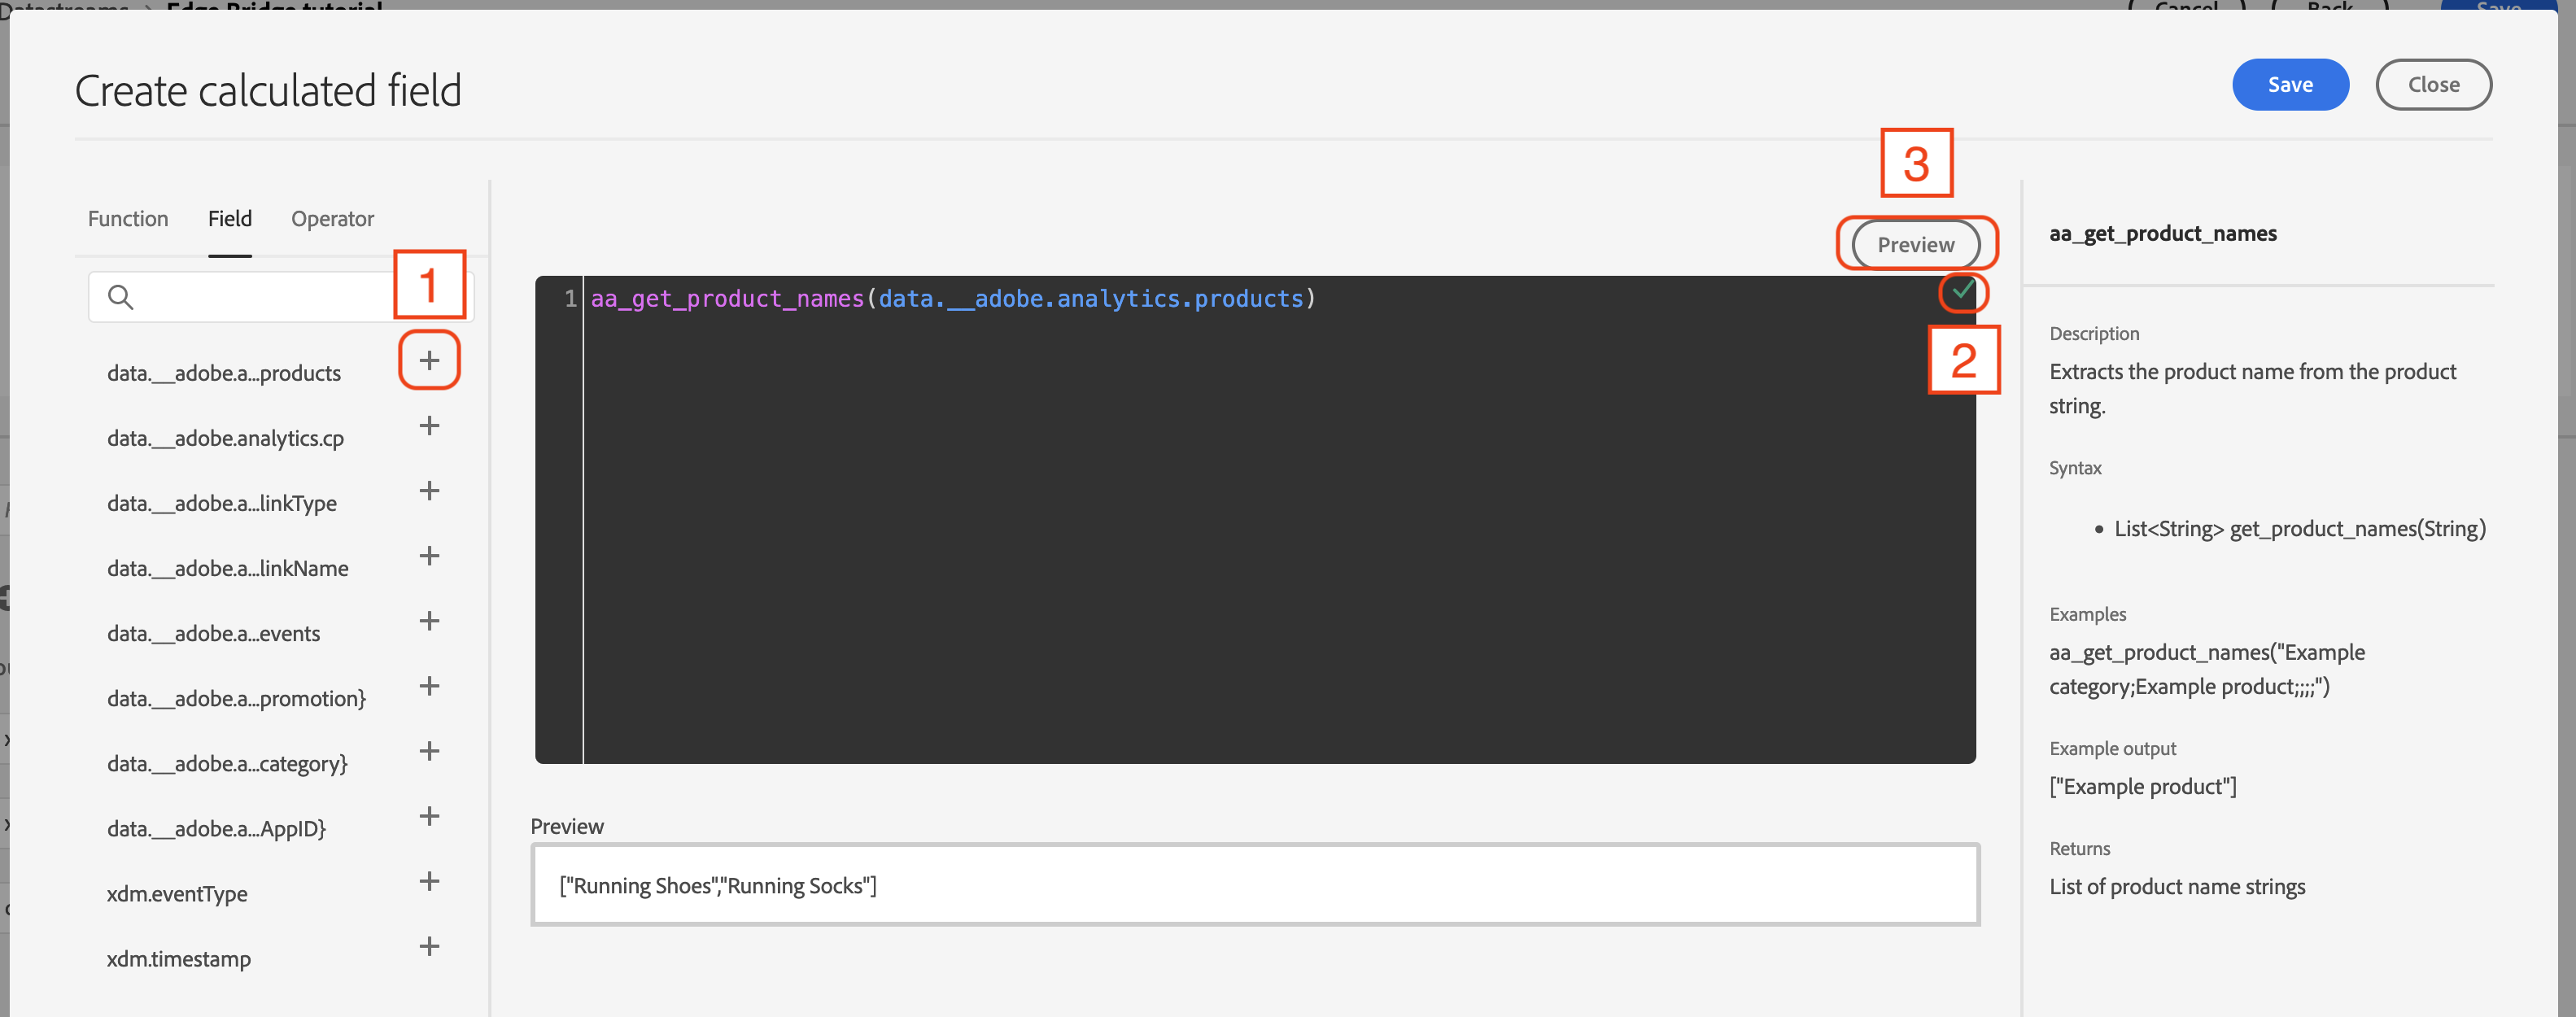 Datastreams > Edge Bridge tutorial
Cancel
Back
Save
Create calculated field
Save
Close
3
Function
Field
Operator
1
data.__adobe.a...products
data.__adobe.analytics.cp
data.__adobe.a...linkType
data.__adobe.a...linkName
data.__adobe.a...events
data.__adobe.a...promotion}
data.__adobe.a...category}
data.__adobe.a...AppID}
xdm.eventType
xdm.timestamp
Preview
1 aa_get_product_names(data.__adobe.analytics.products)
2
Preview
["Running Shoes","Running Socks"]
aa_get_product_names
Description
Extracts the product name from the product
string.
Syntax
• List<String> get_product_names(String)
Examples
aa_get_product_names("Example
category;Example product;;;;")
Example output
["Example product"]
Returns
List of product name strings